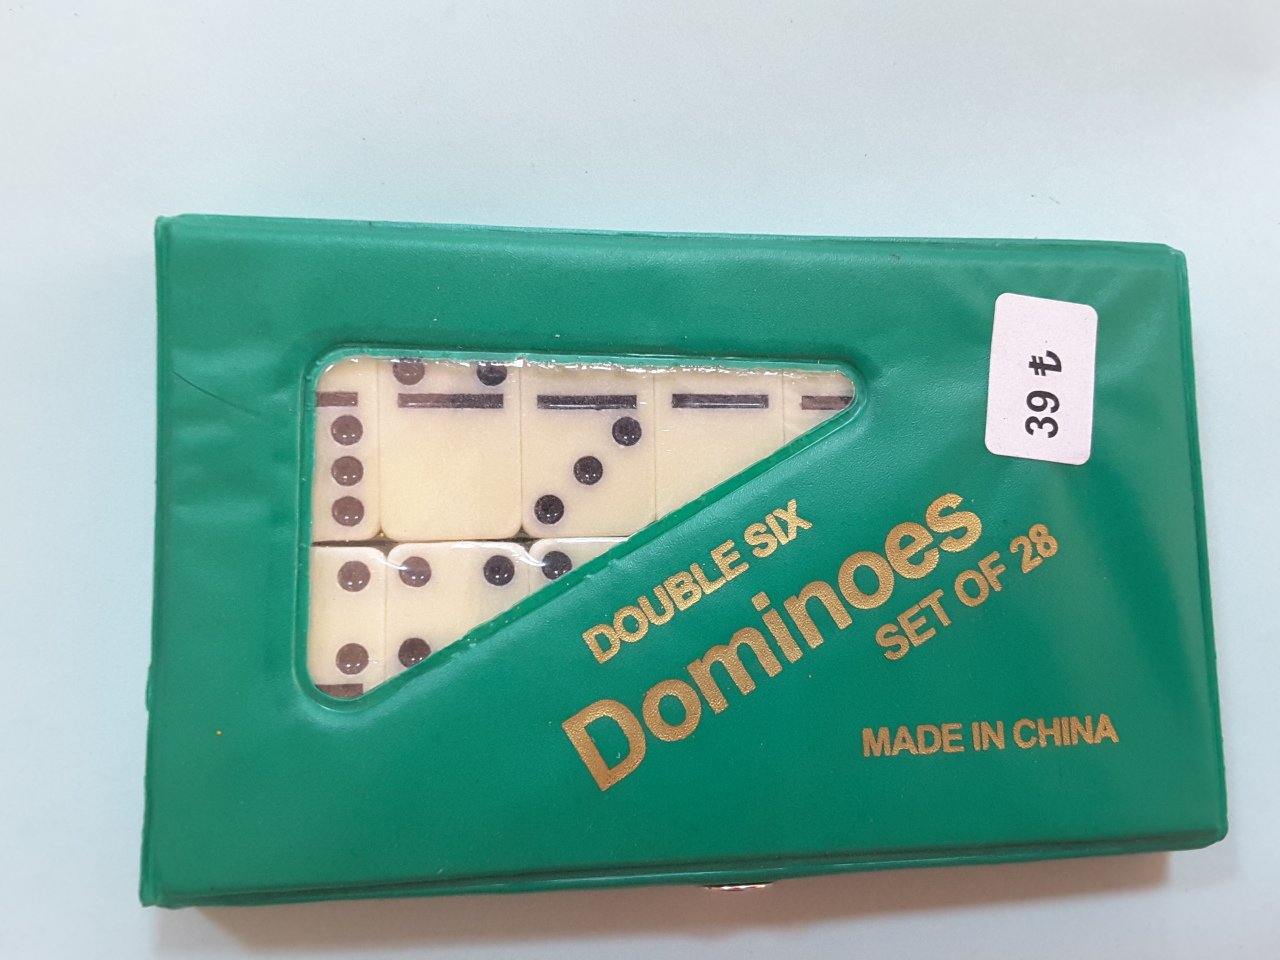 39 ₺
DOUBLE SIX
Dominoes
SET OF 28
MADE IN CHINA